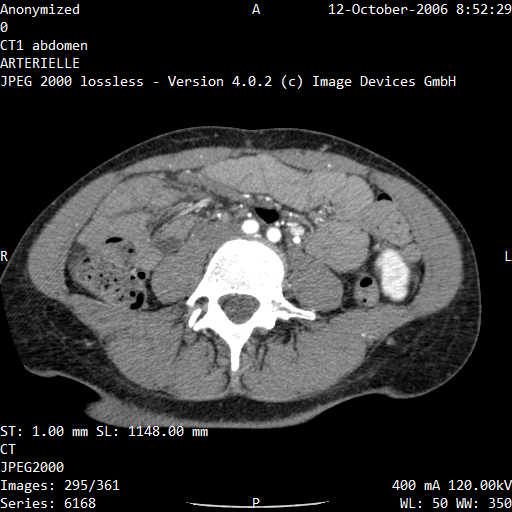 Anonymized A 12-October-2006 8:52:29
0
CT1 abdomen
ARTERIELLE
JPEG 2000 lossless - Version 4.0.2 (c) Image Devices GmbH
R L
ST: 1.00 mm SL: 1148.00 mm
CT
JPEG2000
Images: 295/361 400 mA 120.00kV
Series: 6168 P WL: 50 WW: 350